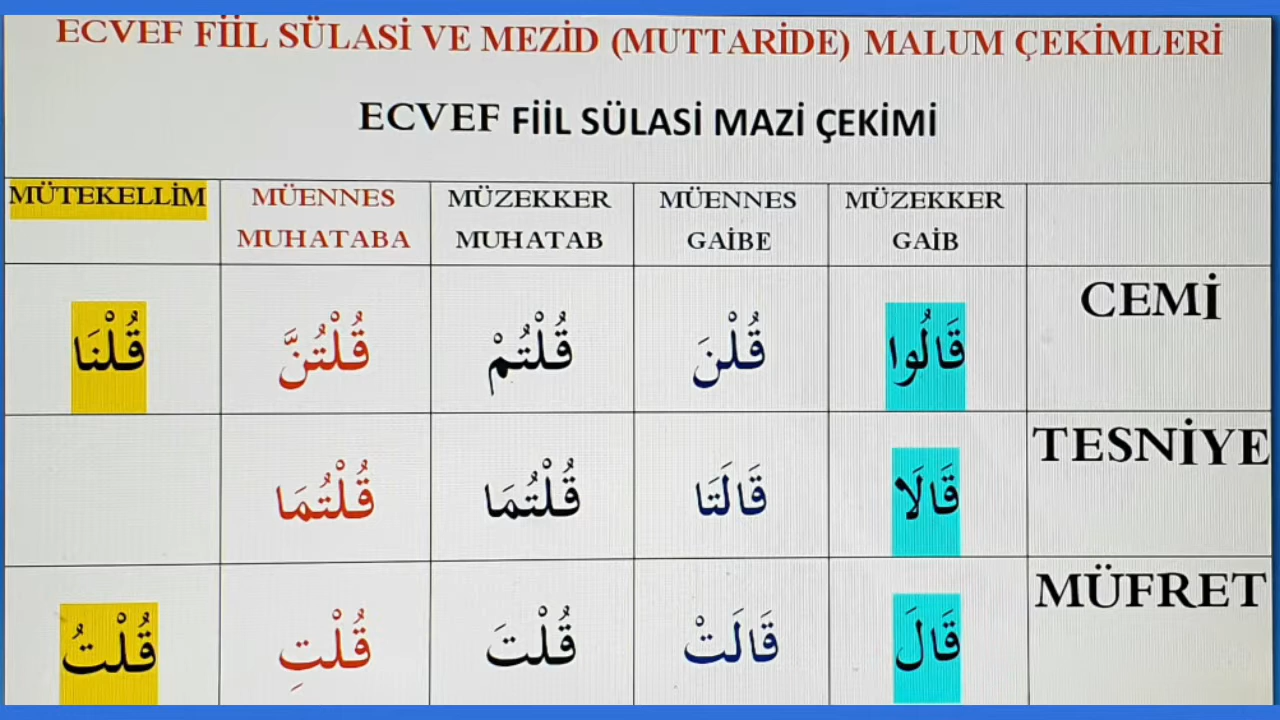 ECVEF FİİL SÜLASİ VE MEZİD (MUTTARİDE) MALUM ÇEKİMLERİ
ECVEF FİİL SÜLASİ MAZİ ÇEKİMİ
MÜTEKELLİM MÜENNES MÜZEKKER MÜENNES MÜZEKKER
MUHATABA MUHATAB GAİBE GAİB
قُلْنَا قُلْتُنَّ قُلْتُمْ قُلْنَ قَالُوا CEMİ
قُلْتُمَا قُلْتُمَا قَالَتَا قَالَا TESNİYE
قُلْتُ قُلْتِ قُلْتَ قَالَتْ قَالَ MÜFRET